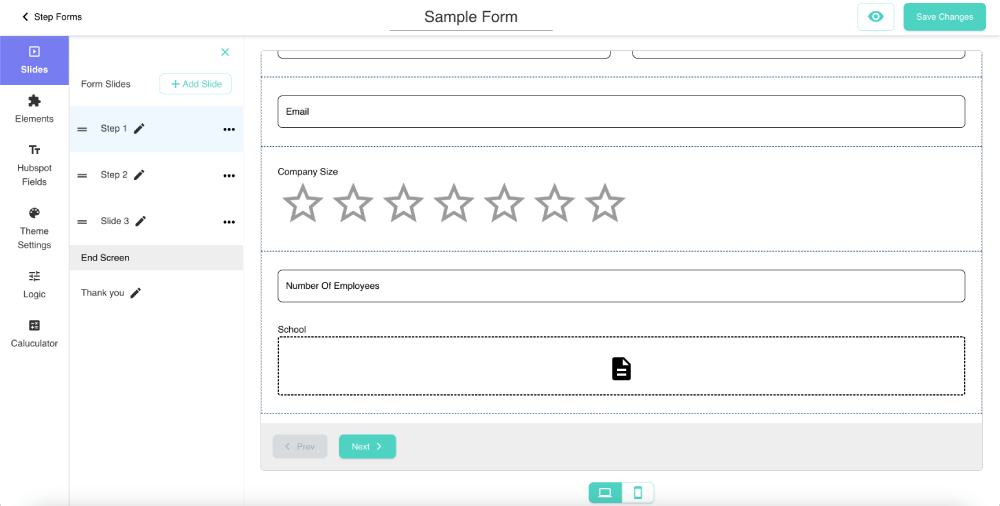 Step Forms
Sample Form
Save Changes
Slides
Elements
Hubspot
Fields
Theme
Settings
Logic
Caluculator
Form Slides
+ Add Slide
Step 1
Step 2
Slide 3
End Screen
Thank you
Email
Company Size
Number Of Employees
School
Prev
Next